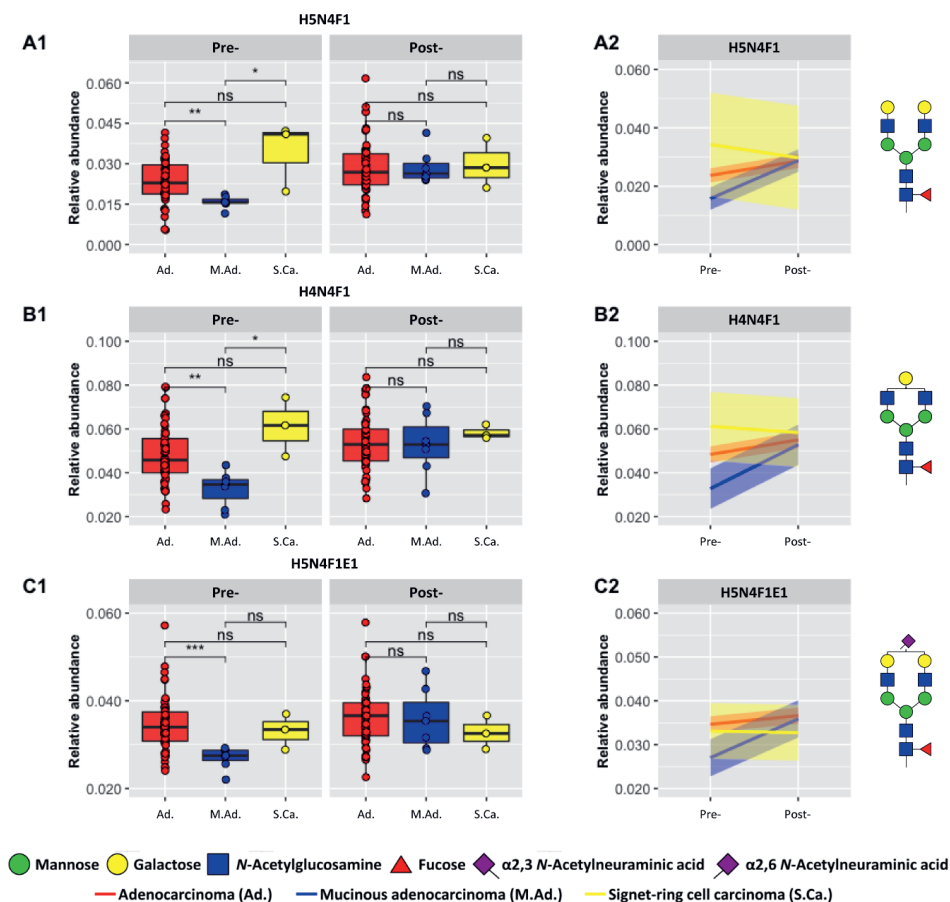 H5N4F1
A1
Pre-
Post-
Relative abundance
0.060
0.045
0.030
0.015
0.000
ns
*
ns
**
ns
ns
ns
Ad.
M.Ad.
S.Ca.
Ad.
M.Ad.
S.Ca.
A2
H5N4F1
Relative abundance
0.060
0.040
0.020
0.000
Pre-
Post-
H4N4F1
B1
Pre-
Post-
Relative abundance
0.100
0.080
0.060
0.040
0.020
*
ns
**
ns
ns
ns
Ad.
M.Ad.
S.Ca.
Ad.
M.Ad.
S.Ca.
B2
H4N4F1
Relative abundance
0.100
0.080
0.060
0.040
0.020
Pre-
Post-
H5N4F1E1
C1
Pre-
Post-
Relative abundance
0.060
0.040
0.020
ns
ns
***
ns
ns
ns
Ad.
M.Ad.
S.Ca.
Ad.
M.Ad.
S.Ca.
C2
H5N4F1E1
Relative abundance
0.060
0.050
0.040
0.030
0.020
Pre-
Post-
Mannose
Galactose
N-Acetylglucosamine
Fucose
α2,3 N-Acetylneuraminic acid
α2,6 N-Acetylneuraminic acid
Adenocarcinoma (Ad.)
Mucinous adenocarcinoma (M.Ad.)
Signet-ring cell carcinoma (S.Ca.)